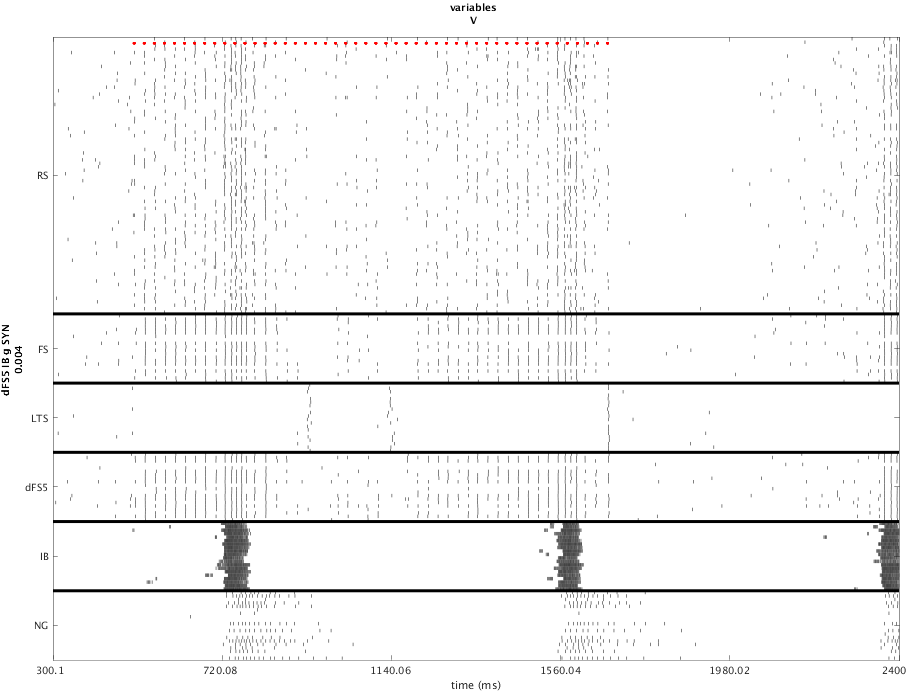 variables
V
RS
FS
LTS
dFS5
IB
NG
dFS5 IB g SYN
0.004
300.1 720.08 1140.06 1560.04 1980.02 2400
time (ms)